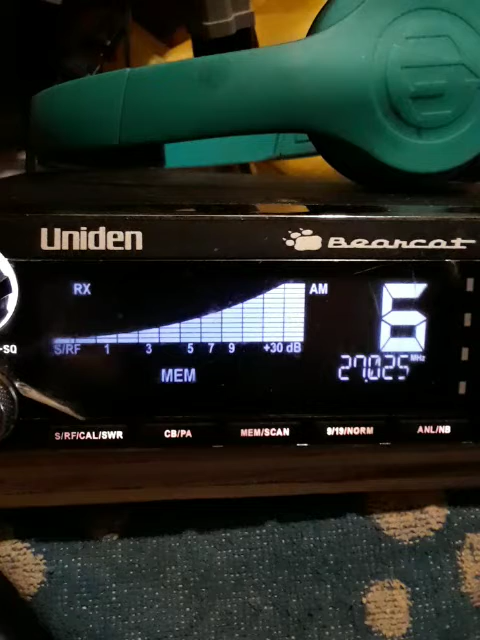 Uniden Bearcat
RX AM 6
S/RF 1 3 5 7 9 +30 dB
27.025 MHz
-SQ
MEM
S/RF/CAL/SWR CB/PA MEM/SCAN 9/19/NORM ANL/NB